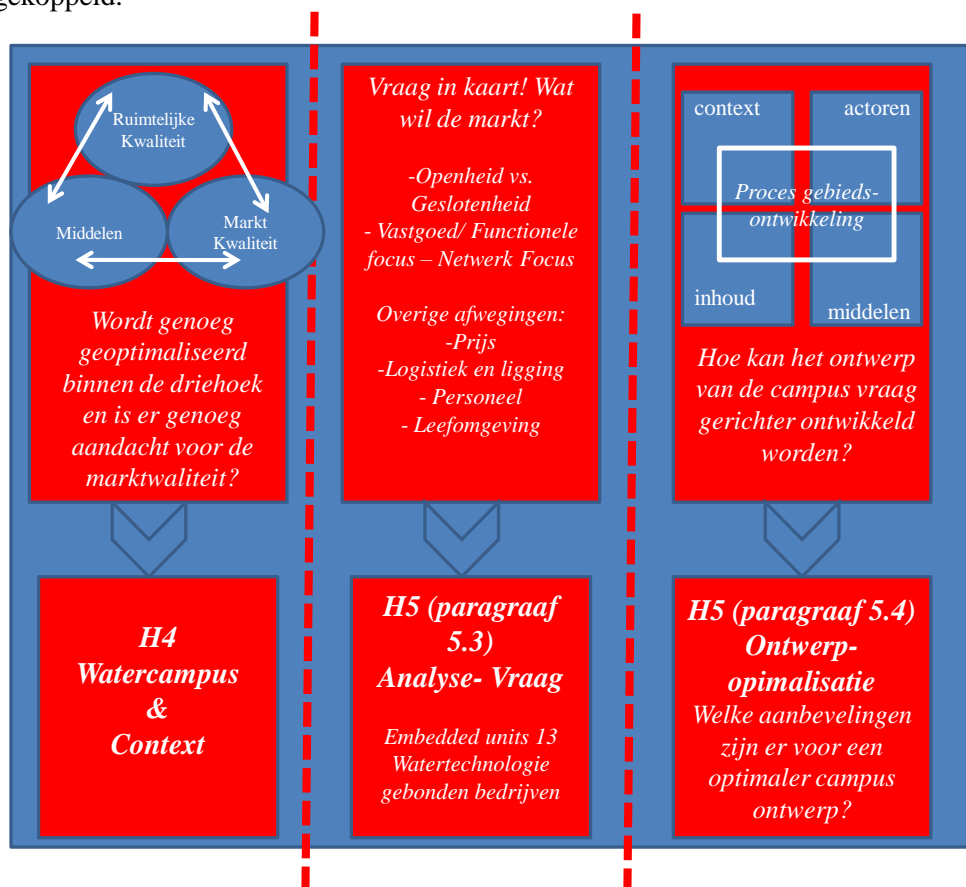 gekoppeld.
Ruimtelijke
Kwaliteit
Middelen
Markt
Kwaliteit
Wordt genoeg
geoptimaliseerd
binnen de driehoek
en is er genoeg
aandacht voor de
marktwaliteit?
H4
Watercampus
&
Context
Vraag in kaart! Wat
wil de markt?
-Openheid vs.
Geslotenheid
- Vastgoed/ Functionele
focus – Netwerk Focus
Overige afwegingen:
-Prijs
-Logistiek en ligging
- Personeel
- Leefomgeving
H5 (paragraaf
5.3)
Analyse- Vraag
Embedded units 13
Watertechnologie
gebonden bedrijven
context
actoren
Proces gebieds-
ontwikkeling
inhoud
middelen
Hoe kan het ontwerp
van de campus vraag
gerichter ontwikkeld
worden?
H5 (paragraaf 5.4)
Ontwerp-
opimalisatie
Welke aanbevelingen
zijn er voor een
optimaler campus
ontwerp?